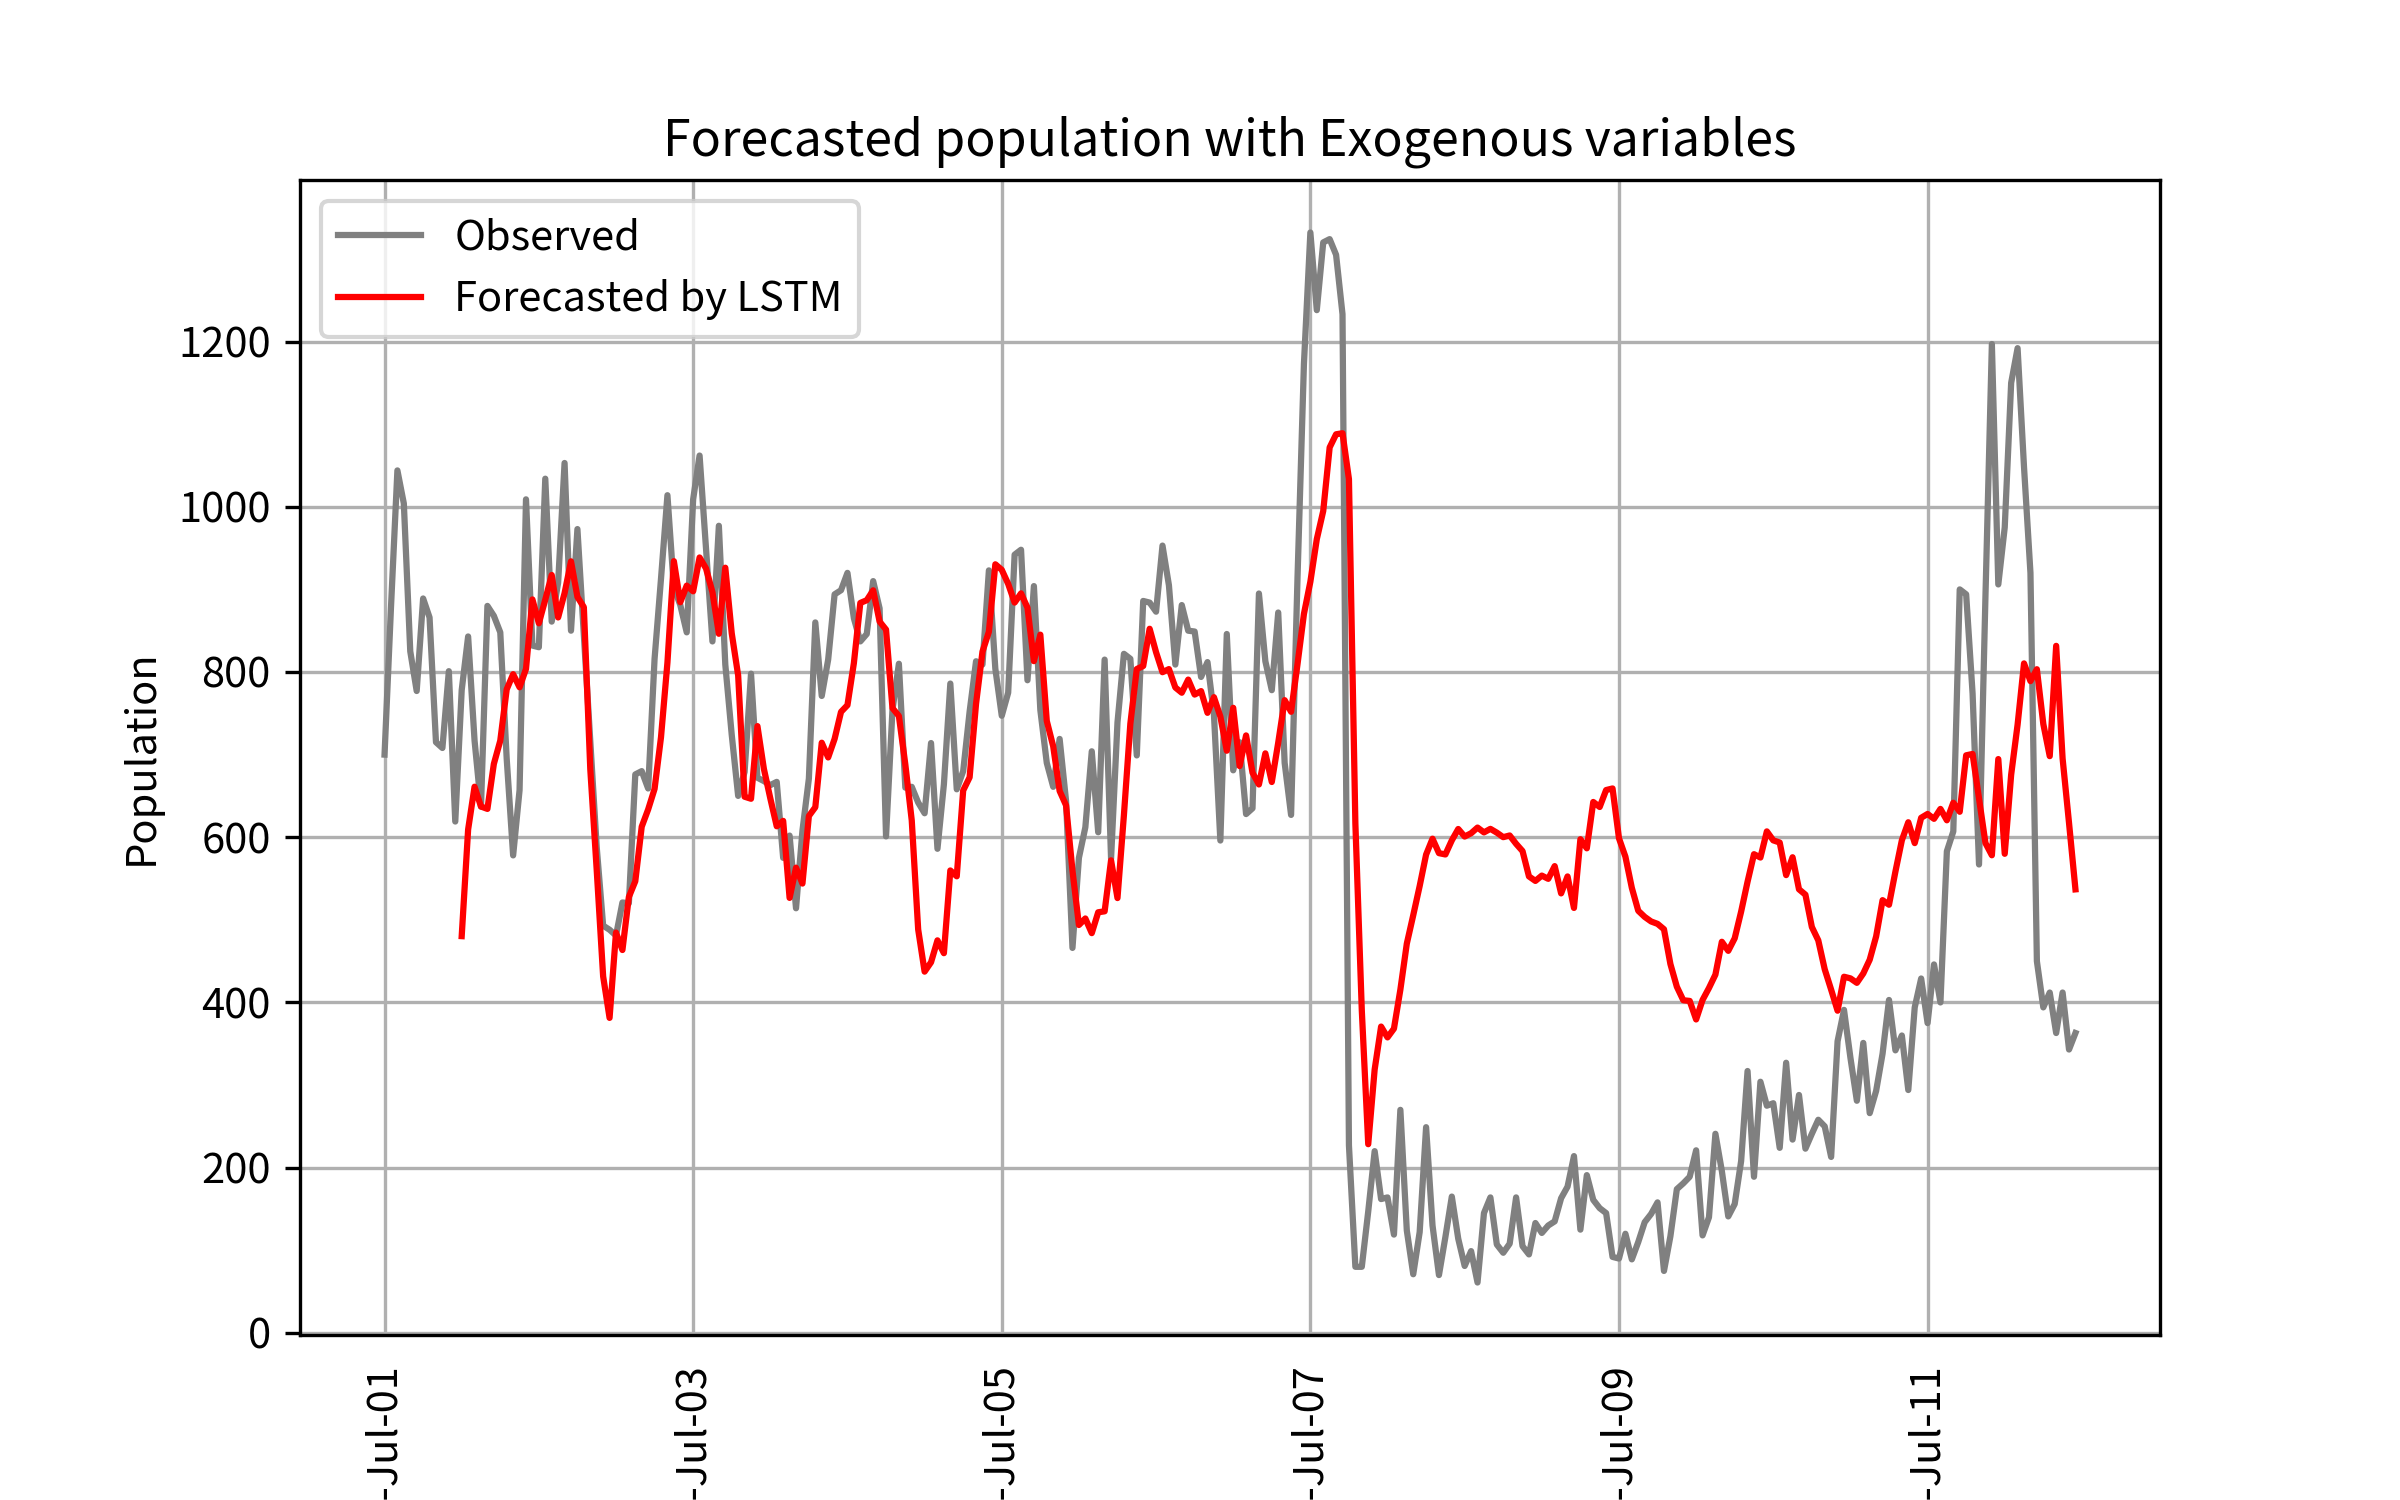 Forecasted population with Exogenous variables
Observed
Forecasted by LSTM
1200
1000
800
600
400
200
0
Population
-Jul-01
-Jul-03
-Jul-05
-Jul-07
-Jul-09
-Jul-11